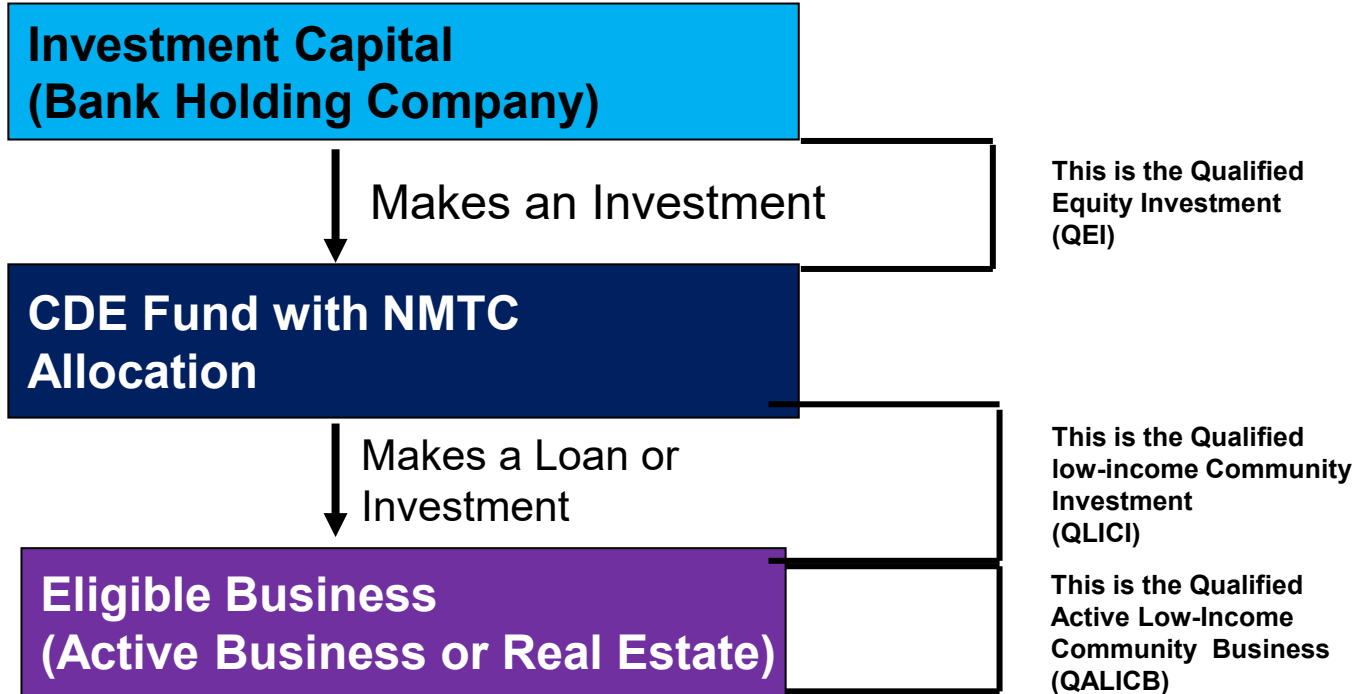 Investment Capital
(Bank Holding Company)
Makes an Investment
This is the Qualified
Equity Investment
(QEI)
CDE Fund with NMTC
Allocation
Makes a Loan or
Investment
This is the Qualified
low-income Community
Investment
(QLICI)
Eligible Business
(Active Business or Real Estate)
This is the Qualified
Active Low-Income
Community Business
(QALICB)